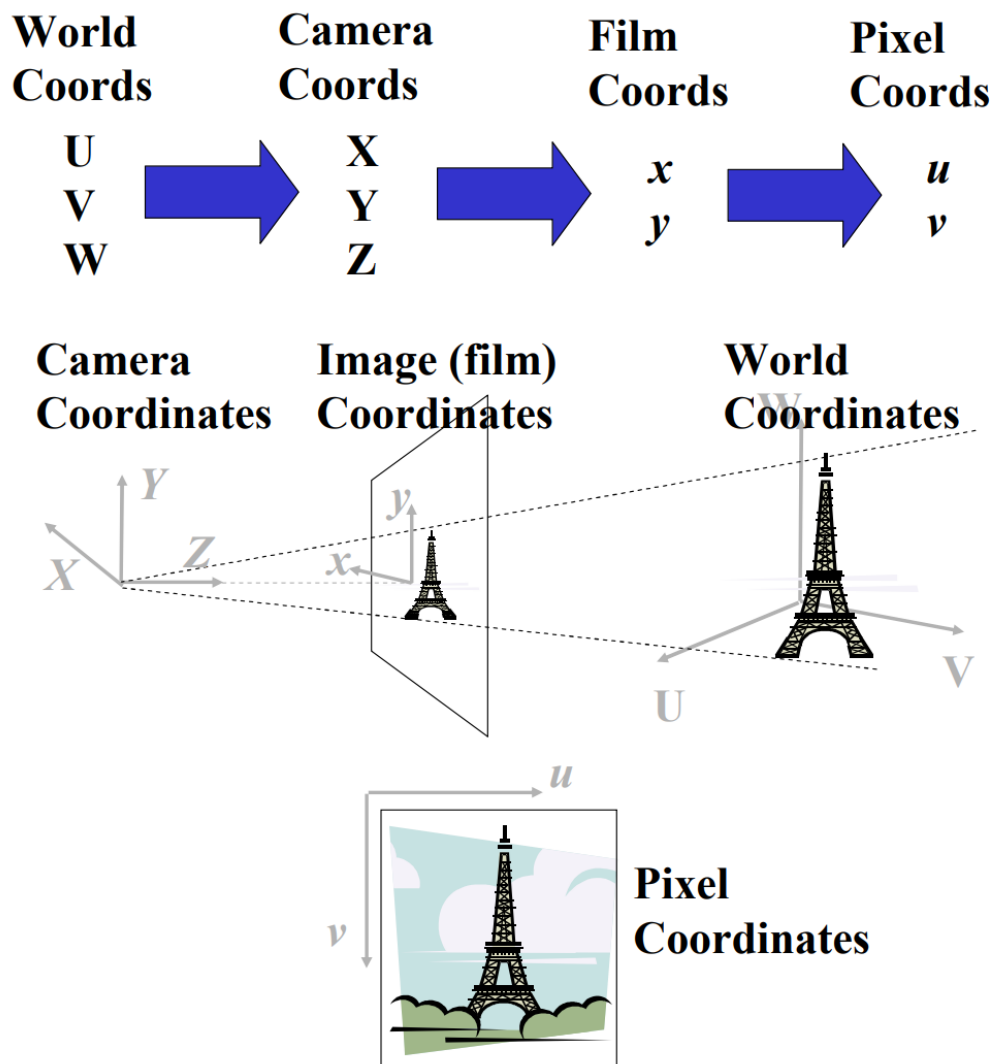 World
Coords
U
V
W
Camera
Coords
X
Y
Z
Film
Coords
x
y
Pixel
Coords
u
v
Camera
Coordinates
Image (film)
Coordinates
World
Coordinates
W
Y
X
Z
y
x
U
V
u
v
Pixel
Coordinates